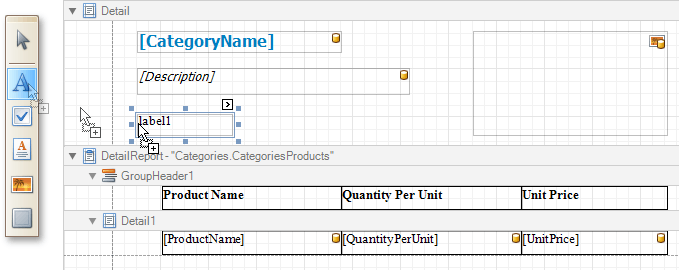 Detail
[CategoryName]
[Description]
label1
DetailReport - "Categories.CategoriesProducts"
GroupHeader1
Product Name Quantity Per Unit Unit Price
Detail1
[ProductName] [QuantityPerUnit] [UnitPrice]